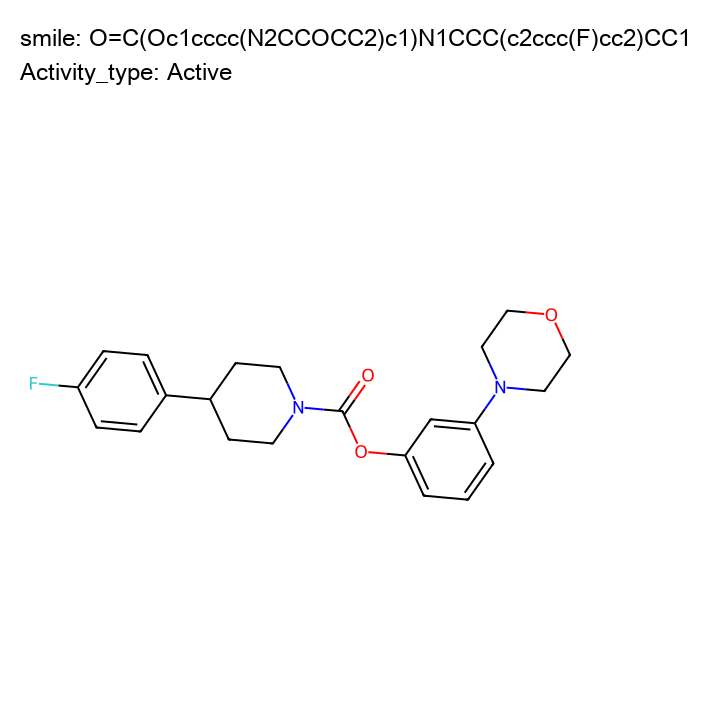 smile: O=C(Oc1cccc(N2CCOCC2)c1)N1CCC(c2ccc(F)cc2)CC1
Activity_type: Active
O
O
N
F
N
O